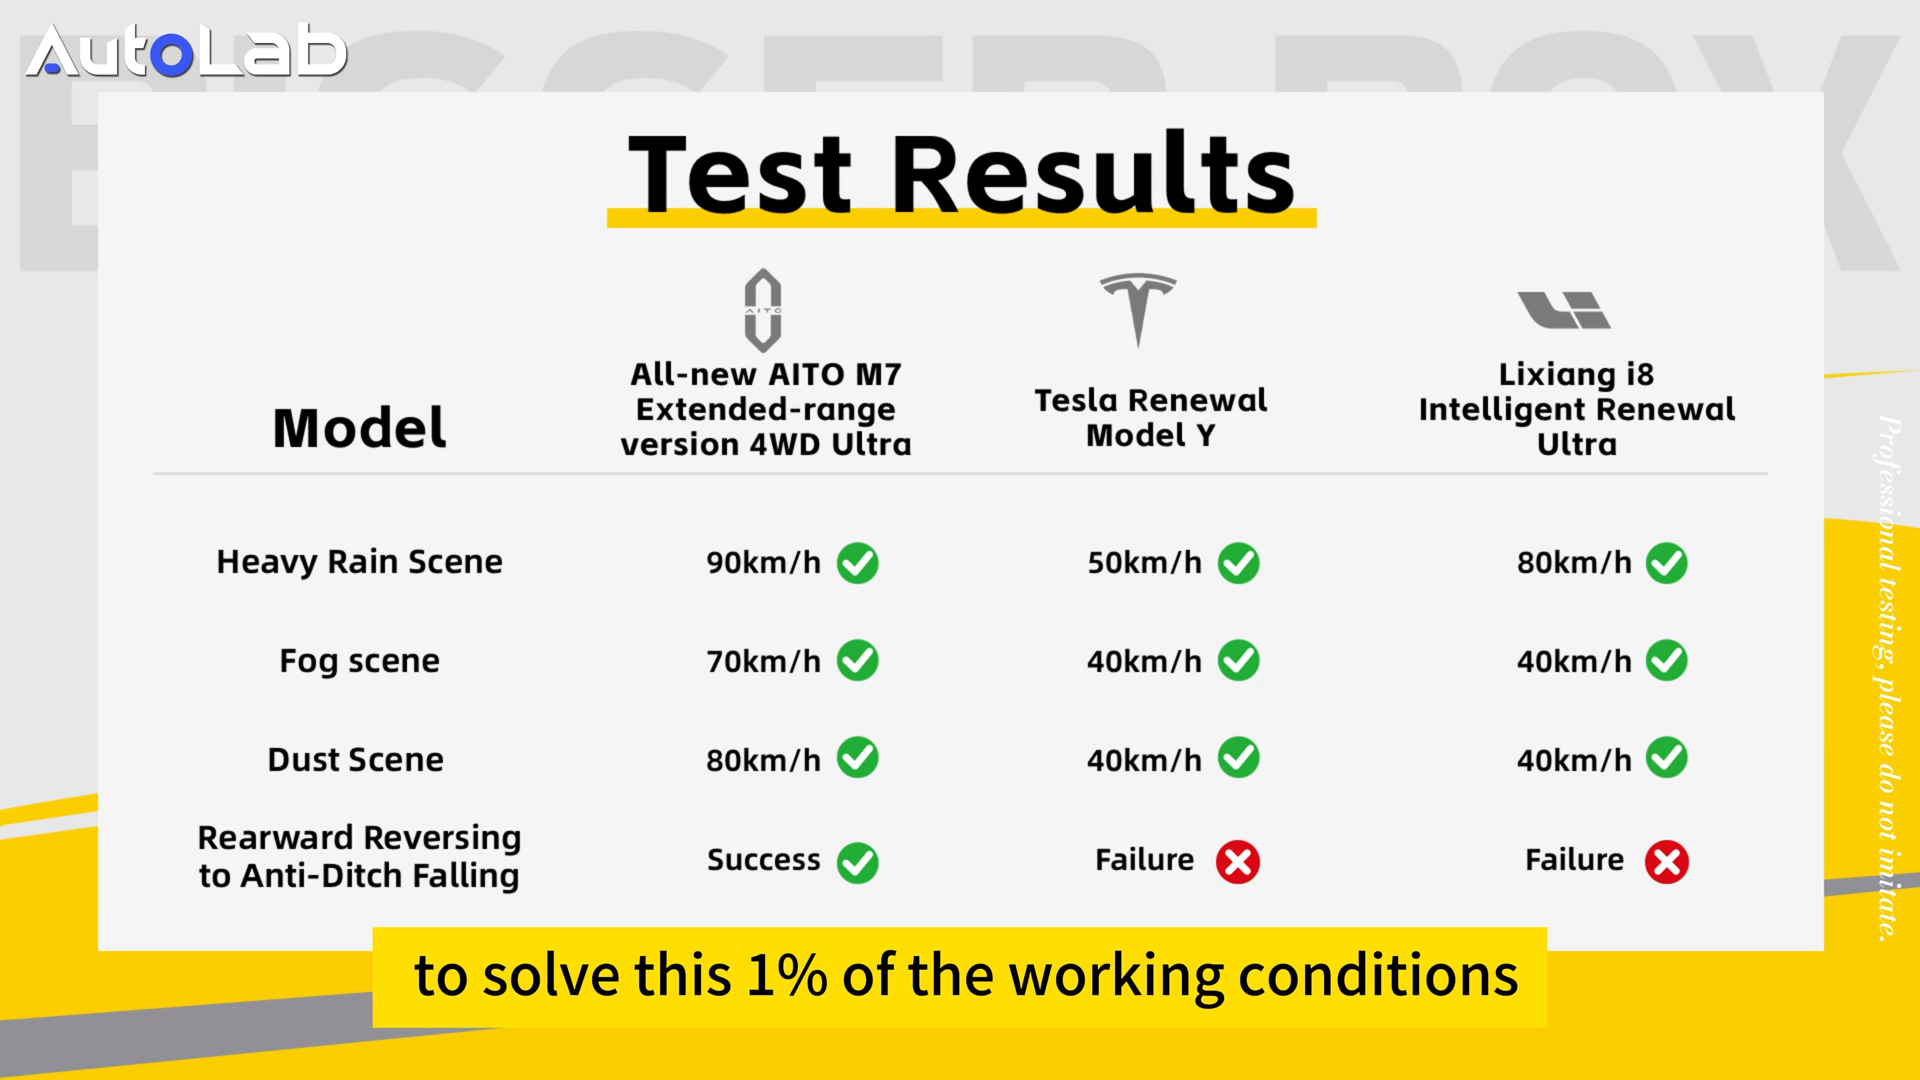 AutoLab
BIGGER BOX
Test Results
AITO
Model
All-new AITO M7
Extended-range
version 4WD Ultra
Tesla Renewal
Model Y
Lixiang i8
Intelligent Renewal
Ultra
Heavy Rain Scene
90km/h
50km/h
80km/h
Fog scene
70km/h
40km/h
40km/h
Dust Scene
80km/h
40km/h
40km/h
Rearward Reversing
to Anti-Ditch Falling
Success
Failure
Failure
to solve this 1% of the working conditions
Professional testing, please do not imitate.